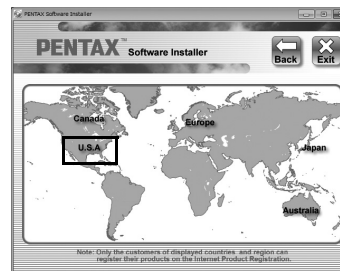 PENTAX Software Installer
PENTAX™ Software Installer
Back
Exit
Canada
Europe
U.S.A
Japan
Australia
Note: Only the customers of displayed countries and region can
register their products on the Internet Product Registration.